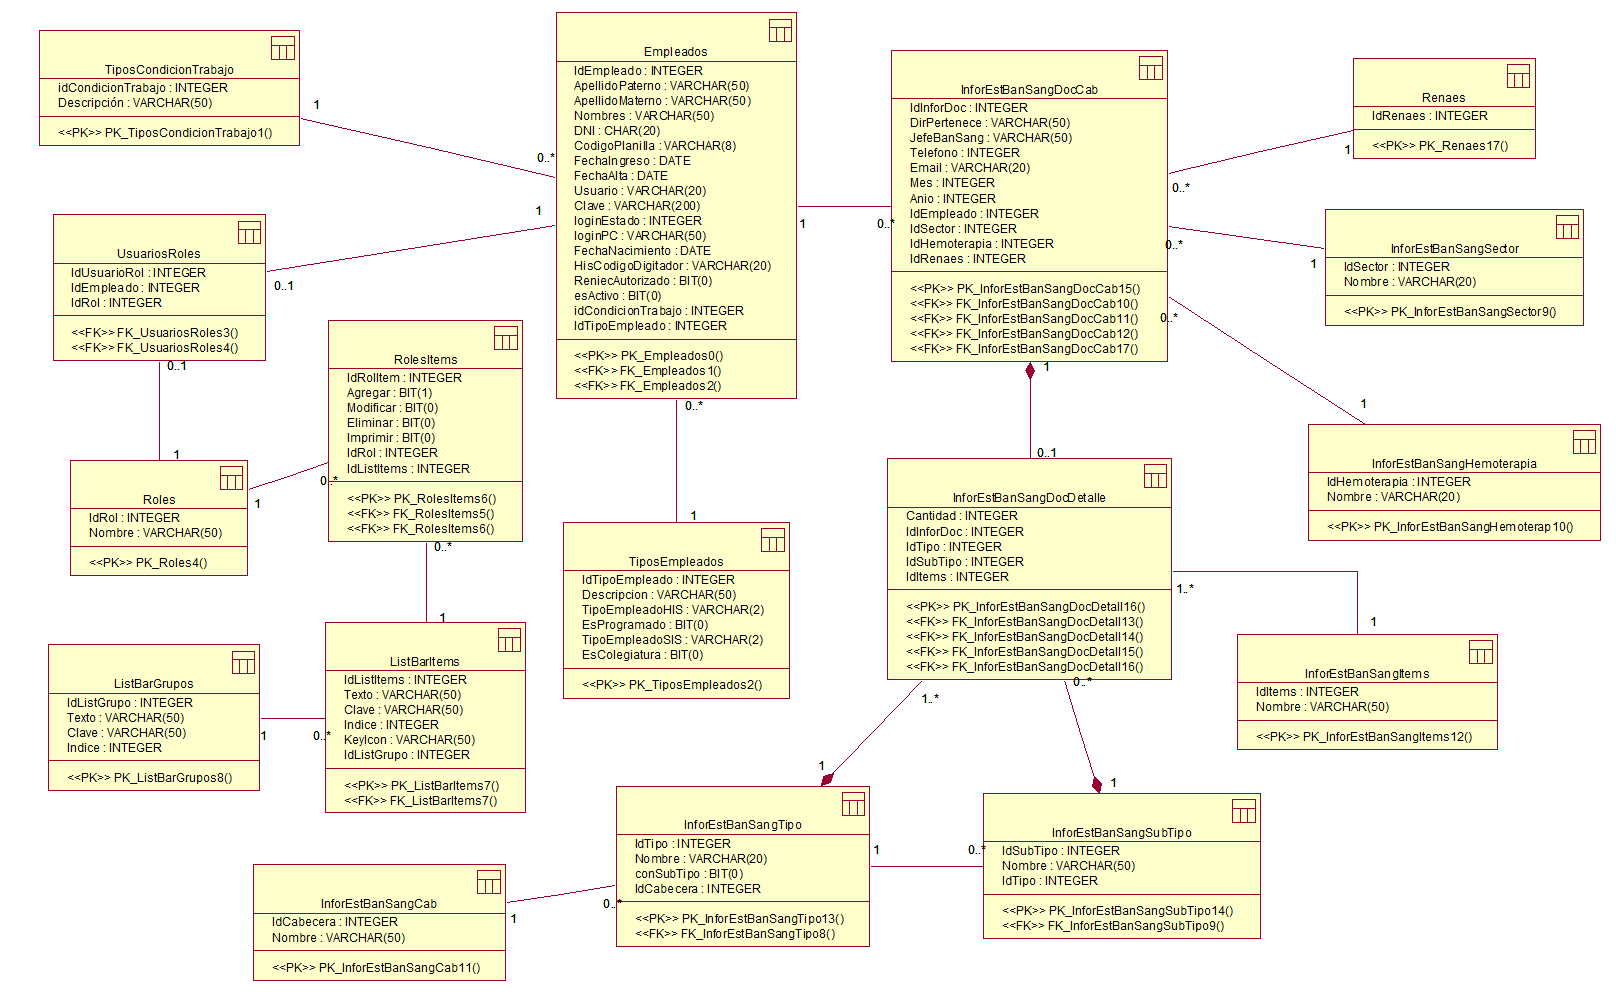 TiposCondicionTrabajo
idCondicionTrabajo : INTEGER
Descripción : VARCHAR(50)
<<PK>> PK_TiposCondicionTrabajo1()
1
0..*
Empleados
IdEmpleado : INTEGER
ApellidoPaterno : VARCHAR(50)
ApellidoMaterno : VARCHAR(50)
Nombres : VARCHAR(50)
DNI : CHAR(20)
CodigoPlanilla : VARCHAR(8)
FechaIngreso : DATE
FechaAlta : DATE
Usuario : VARCHAR(20)
Clave : VARCHAR(200)
loginEstado : INTEGER
loginPC : VARCHAR(50)
FechaNacimiento : DATE
HisCodigoDigitador : VARCHAR(20)
ReniecAutorizado : BIT(0)
esActivo : BIT(0)
idCondicionTrabajo : INTEGER
IdTipoEmpleado : INTEGER
<<PK>> PK_Empleados0()
<<FK>> FK_Empleados1()
<<FK>> FK_Empleados2()
1
0..*
InforEstBanSangDocCab
IdInforDoc : INTEGER
DirPertenece : VARCHAR(50)
JefeBanSang : VARCHAR(50)
Telefono : INTEGER
Email : VARCHAR(20)
Mes : INTEGER
Anio : INTEGER
IdEmpleado : INTEGER
IdSector : INTEGER
IdHemoterapia : INTEGER
IdRenaes : INTEGER
<<PK>> PK_InforEstBanSangDocCab15()
<<FK>> FK_InforEstBanSangDocCab10()
<<FK>> FK_InforEstBanSangDocCab11()
<<FK>> FK_InforEstBanSangDocCab12()
<<FK>> FK_InforEstBanSangDocCab17()
0..*
1
Renaes
IdRenaes : INTEGER
<<PK>> PK_Renaes17()
0..*
1
InforEstBanSangSector
IdSector : INTEGER
Nombre : VARCHAR(20)
<<PK>> PK_InforEstBanSangSector9()
0..*
1
InforEstBanSangHemoterapia
IdHemoterapia : INTEGER
Nombre : VARCHAR(20)
<<PK>> PK_InforEstBanSangHemoterap10()
UsuariosRoles
IdUsuarioRol : INTEGER
IdEmpleado : INTEGER
IdRol : INTEGER
<<FK>> FK_UsuariosRoles3()
<<FK>> FK_UsuariosRoles4()
1
0..1
0..1
1
RolesItems
IdRolItem : INTEGER
Agregar : BIT(1)
Modificar : BIT(0)
Eliminar : BIT(0)
Imprimir : BIT(0)
IdRol : INTEGER
IdListItems : INTEGER
<<PK>> PK_RolesItems6()
<<FK>> FK_RolesItems5()
<<FK>> FK_RolesItems6()
0..*
1
0..*
1
Roles
IdRol : INTEGER
Nombre : VARCHAR(50)
<<PK>> PK_Roles4()
0..*
1
TiposEmpleados
IdTipoEmpleado : INTEGER
Descripcion : VARCHAR(50)
TipoEmpleadoHIS : VARCHAR(2)
EsProgramado : BIT(0)
TipoEmpleadoSIS : VARCHAR(2)
EsColegiatura : BIT(0)
<<PK>> PK_TiposEmpleados2()
1
0..1
InforEstBanSangDocDetalle
Cantidad : INTEGER
IdInforDoc : INTEGER
IdTipo : INTEGER
IdSubTipo : INTEGER
IdItems : INTEGER
<<PK>> PK_InforEstBanSangDocDetall16()
<<FK>> FK_InforEstBanSangDocDetall13()
<<FK>> FK_InforEstBanSangDocDetall14()
<<FK>> FK_InforEstBanSangDocDetall15()
<<FK>> FK_InforEstBanSangDocDetall16()
1..*
1
InforEstBanSangItems
IdItems : INTEGER
Nombre : VARCHAR(50)
<<PK>> PK_InforEstBanSangItems12()
ListBarGrupos
IdListGrupo : INTEGER
Texto : VARCHAR(50)
Clave : VARCHAR(50)
Indice : INTEGER
<<PK>> PK_ListBarGrupos8()
1
0..*
ListBarItems
IdListItems : INTEGER
Texto : VARCHAR(50)
Clave : VARCHAR(50)
Indice : INTEGER
KeyIcon : VARCHAR(50)
IdListGrupo : INTEGER
<<PK>> PK_ListBarItems7()
<<FK>> FK_ListBarItems7()
1..*
1
0..*
1
InforEstBanSangTipo
IdTipo : INTEGER
Nombre : VARCHAR(20)
conSubTipo : BIT(0)
IdCabecera : INTEGER
<<PK>> PK_InforEstBanSangTipo13()
<<FK>> FK_InforEstBanSangTipo8()
1
0..*
InforEstBanSangSubTipo
IdSubTipo : INTEGER
Nombre : VARCHAR(50)
IdTipo : INTEGER
<<PK>> PK_InforEstBanSangSubTipo14()
<<FK>> FK_InforEstBanSangSubTipo9()
InforEstBanSangCab
IdCabecera : INTEGER
Nombre : VARCHAR(50)
<<PK>> PK_InforEstBanSangCab11()
1
0..*